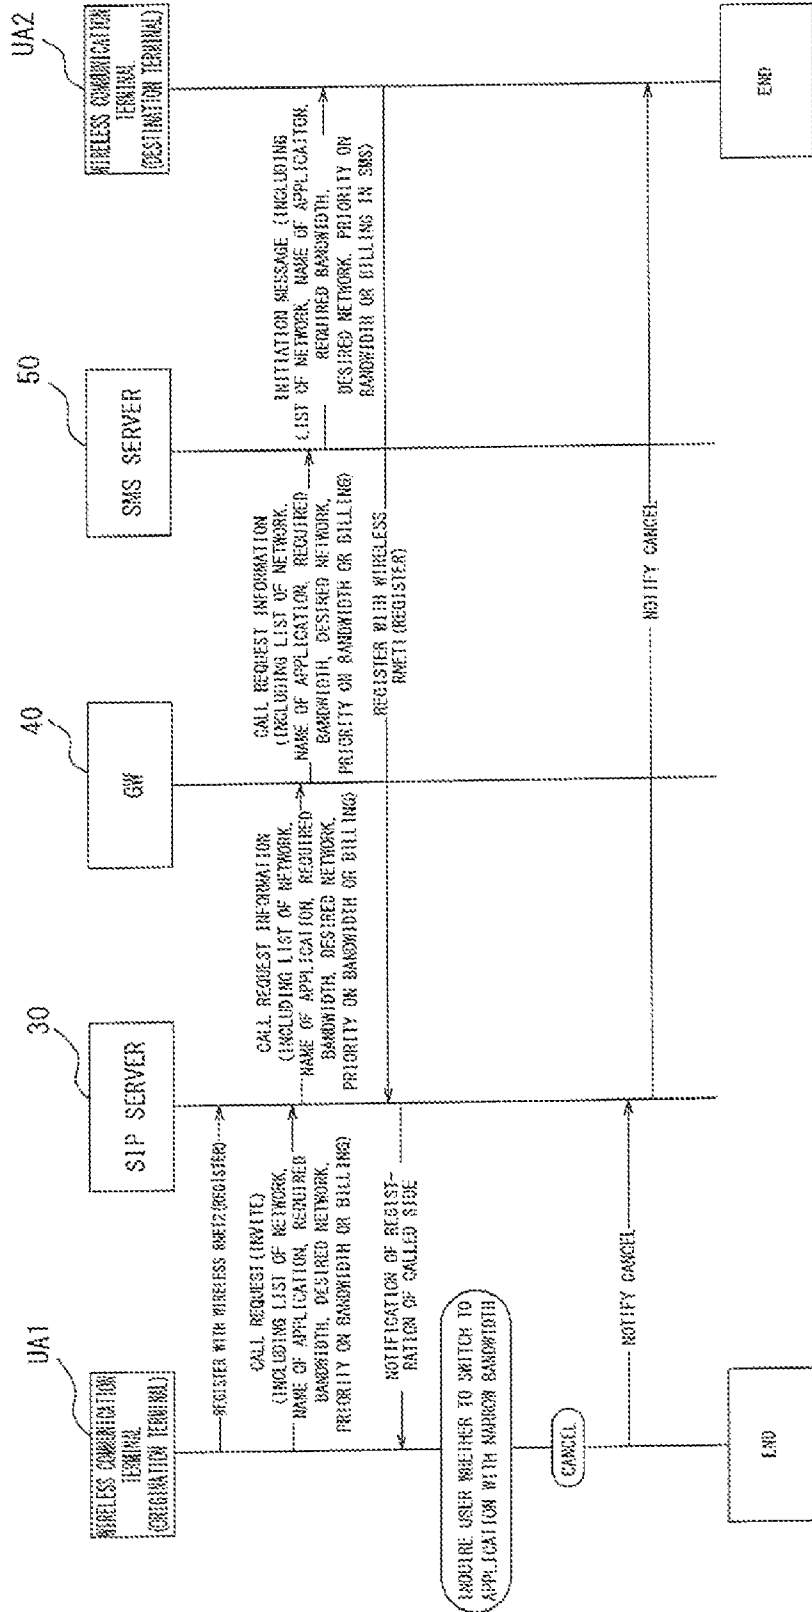 UA1
30
40
50
UA2
WIRELESS COMMUNICATION
TERMINAL
(ORIGINATION TERMINAL)
SIP SERVER
GW
SMS SERVER
WIRELESS COMMUNICATION
TERMINAL
(DESTINATION TERMINAL)
REGISTER WITH WIRELESS RNET2(REGISTER)
CALL REQUEST(INVITE)
(INCLUDING LIST OF NETWORK,
NAME OF APPLICATION, REQUIRED
BANDWIDTH, DESIRED NETWORK,
PRIORITY ON BANDWIDTH OR BILLING)
CALL REQUEST INFORMATION
(INCLUDING LIST OF NETWORK,
NAME OF APPLICATION, REQUIRED
BANDWIDTH, DESIRED NETWORK,
PRIORITY ON BANDWIDTH OR BILLING)
CALL REQUEST INFORMATION
(INCLUDING LIST OF NETWORK,
NAME OF APPLICATION, REQUIRED
BANDWIDTH, DESIRED NETWORK,
PRIORITY ON BANDWIDTH OR BILLING)
INITIATION MESSAGE (INCLUDING
LIST OF NETWORK, NAME OF APPLICAITON,
REQUIRED BANDWIDTH,
DESIRED NETWORK, PRIORITY ON
BANDWIDTH OR BILLING IN SMS)
REGISTER WITH WIRELESS
RNET1(REGISTER)
NOTIFICATION OF REGIST-
RATION OF CALLED SIDE
INQUIRE USER WHETHER TO SWITCH TO
APPLICATION WITH NARROW BANDWIDTH
CANCEL
NOTIFY CANCEL
NOTIFY CANCEL
END
END